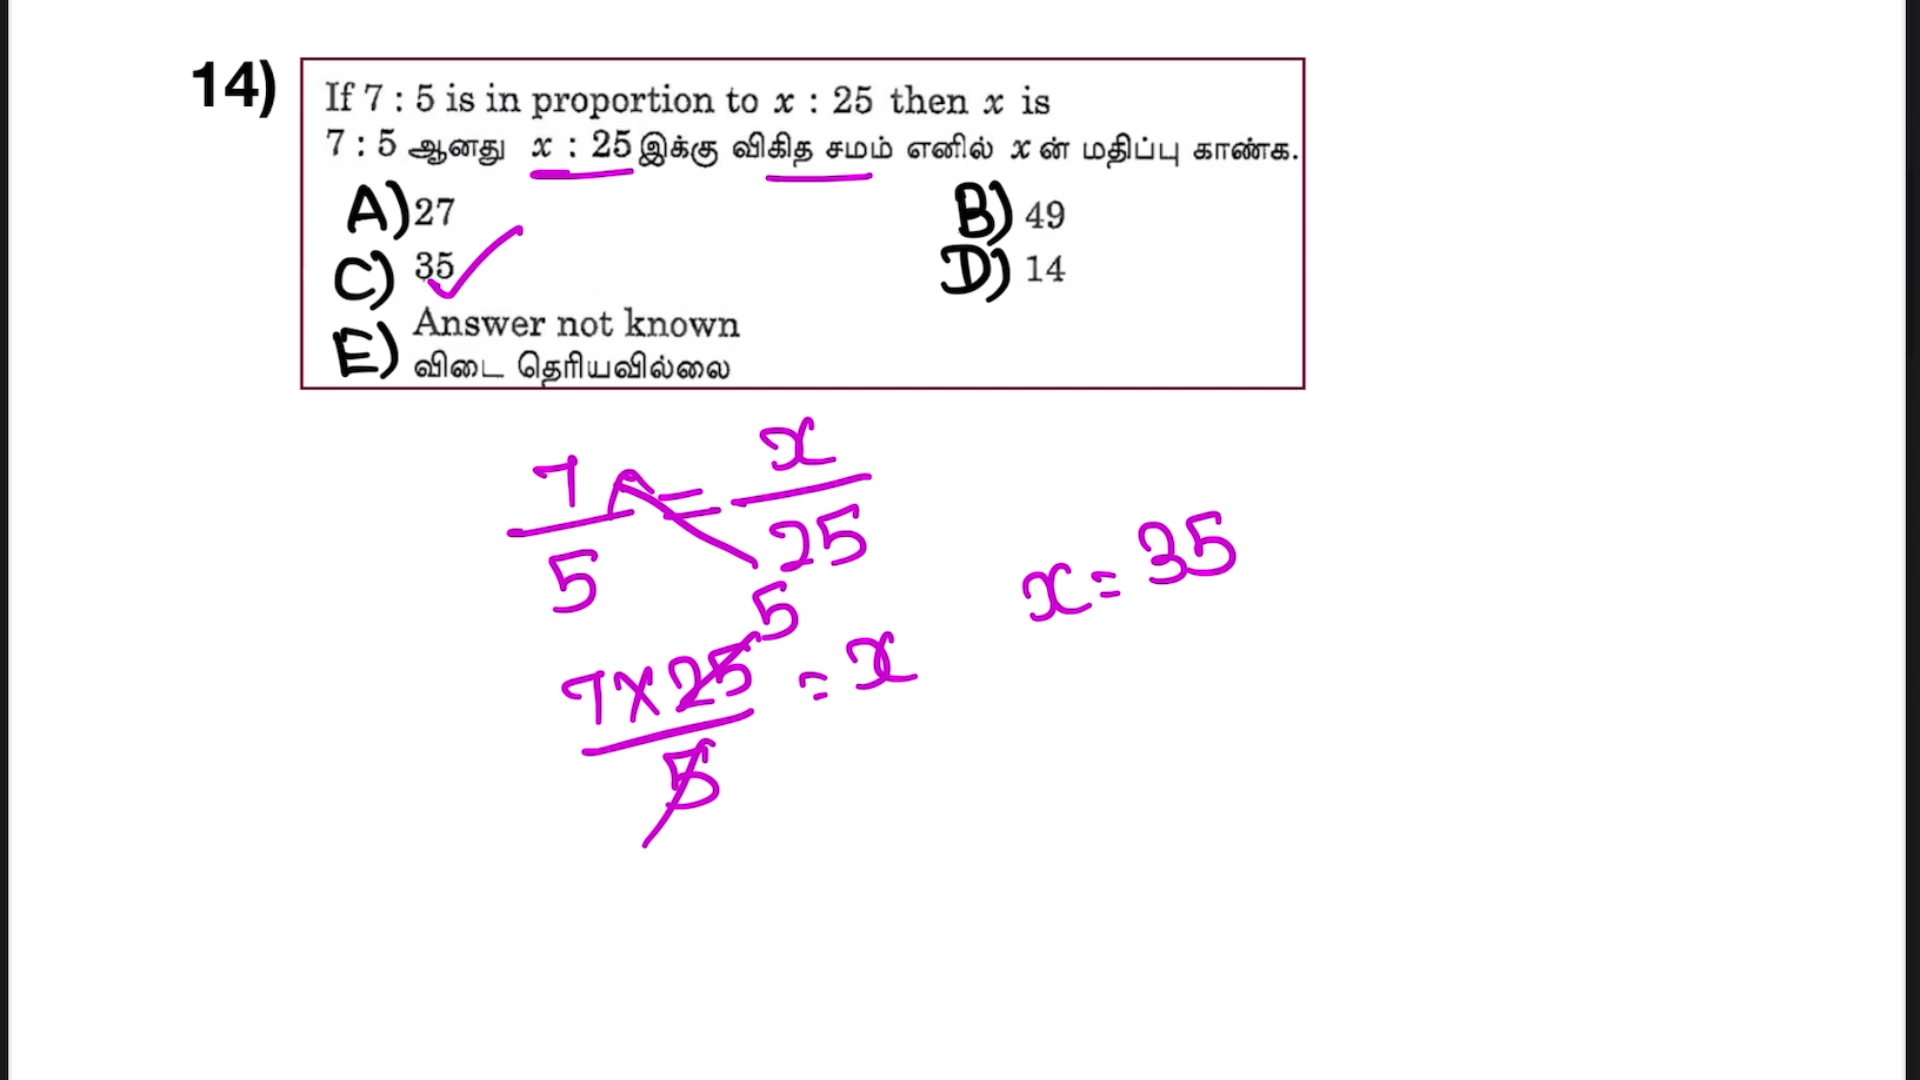 14)
If 7 : 5 is in proportion to x : 25 then x is
7 : 5 ஆனது x : 25 இக்கு விகித சமம் எனில் x ன் மதிப்பு காண்க.
A) 27 B) 49
C) 35 D) 14
E) Answer not known
விடை தெரியவில்லை
7/5 = x/25
7 x 25/5 = x
5
x = 35